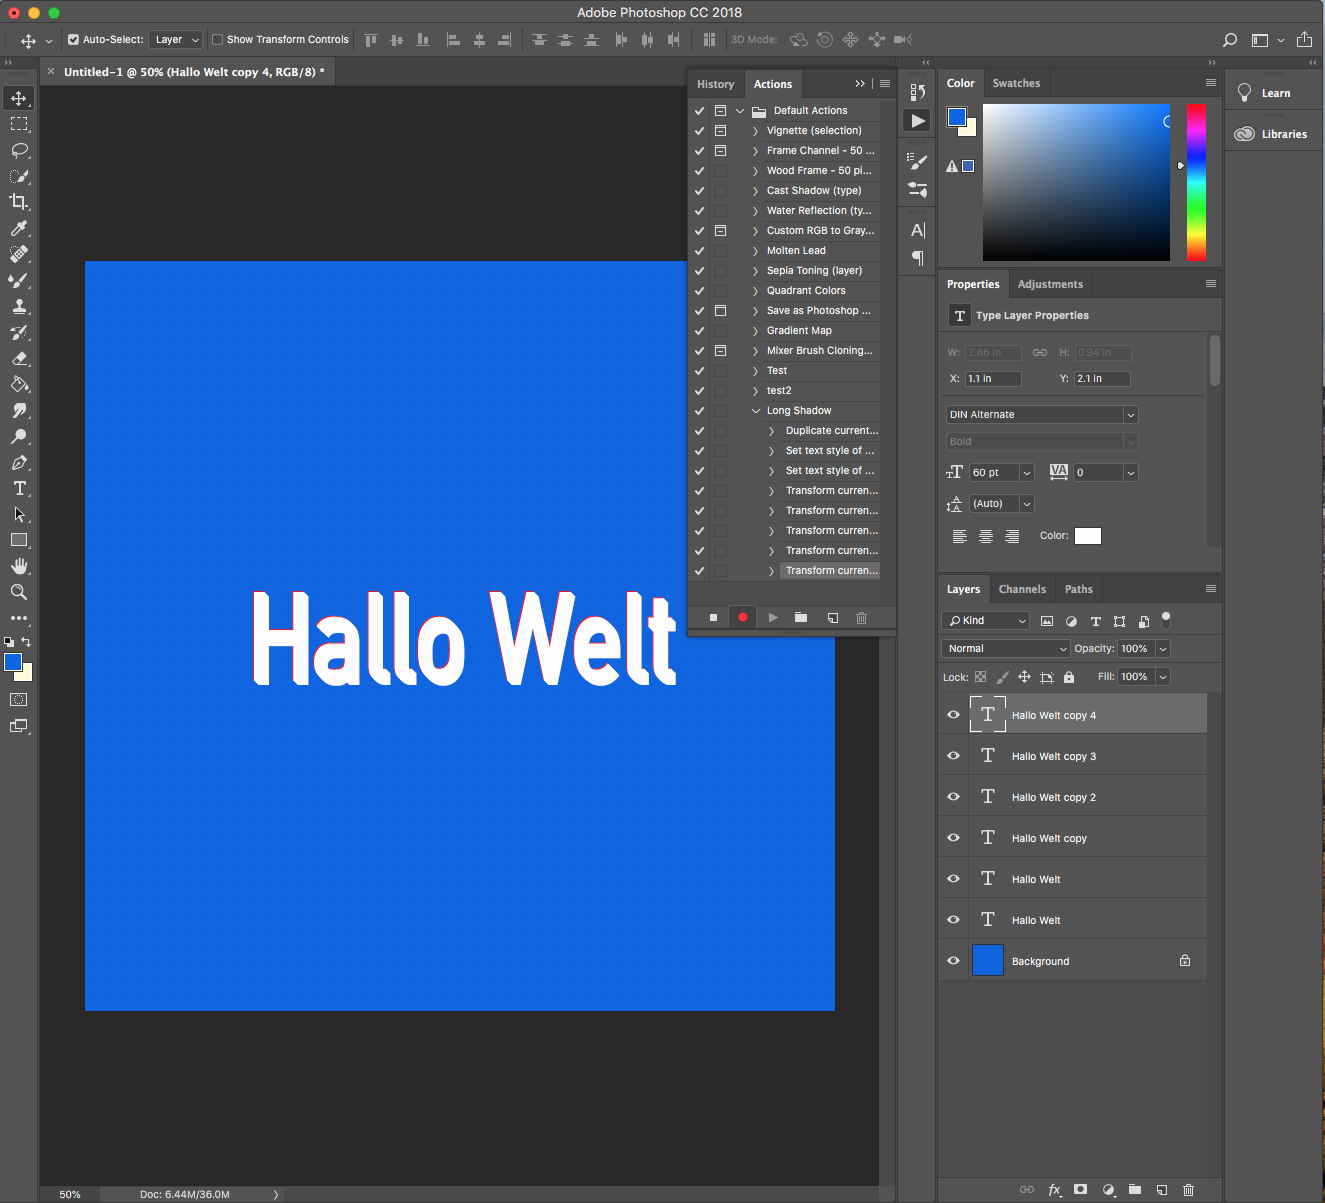 Adobe Photoshop CC 2018
Auto-Select: Layer Show Transform Controls 3D Mode:
Untitled-1 @ 50% (Hallo Welt copy 4, RGB/8) *
History Actions
Default Actions
Vignette (selection)
Frame Channel - 50 ...
Wood Frame - 50 pi...
Cast Shadow (type)
Water Reflection (ty...
Custom RGB to Gray...
Molten Lead
Sepia Toning (layer)
Quadrant Colors
Save as Photoshop ...
Gradient Map
Mixer Brush Cloning...
Test
test2
Long Shadow
Duplicate current...
Set text style of ...
Set text style of ...
Transform curren...
Transform curren...
Transform curren...
Transform curren...
Transform curren...
Hallo Welt
Color Swatches
Learn
Libraries
Properties Adjustments
Type Layer Properties
W: 2.86 in H: 0.94 in
X: 1.1 in Y: 2.1 in
DIN Alternate
Bold
60 pt VA 0
(Auto)
Color:
Layers Channels Paths
Kind
Normal Opacity: 100%
Lock: Fill: 100%
Hallo Welt copy 4
Hallo Welt copy 3
Hallo Welt copy 2
Hallo Welt copy
Hallo Welt
Hallo Welt
Background
fx
50% Doc: 6.44M/36.0M